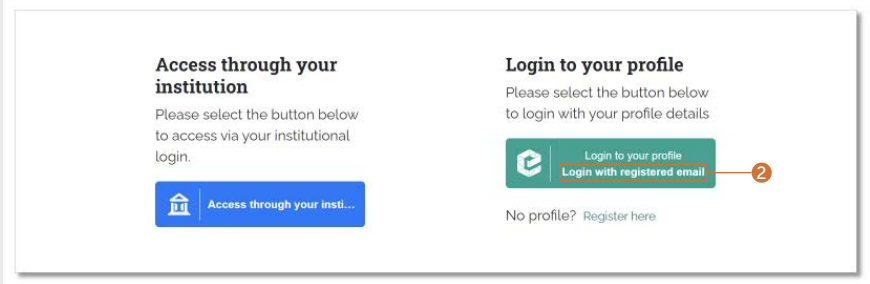 Access through your
institution
Please select the button below
to access via your institutional
login.
Access through your insti...
Login to your profile
Please select the button below
to login with your profile details
Login to your profile
Login with registered email
2
No profile? Register here